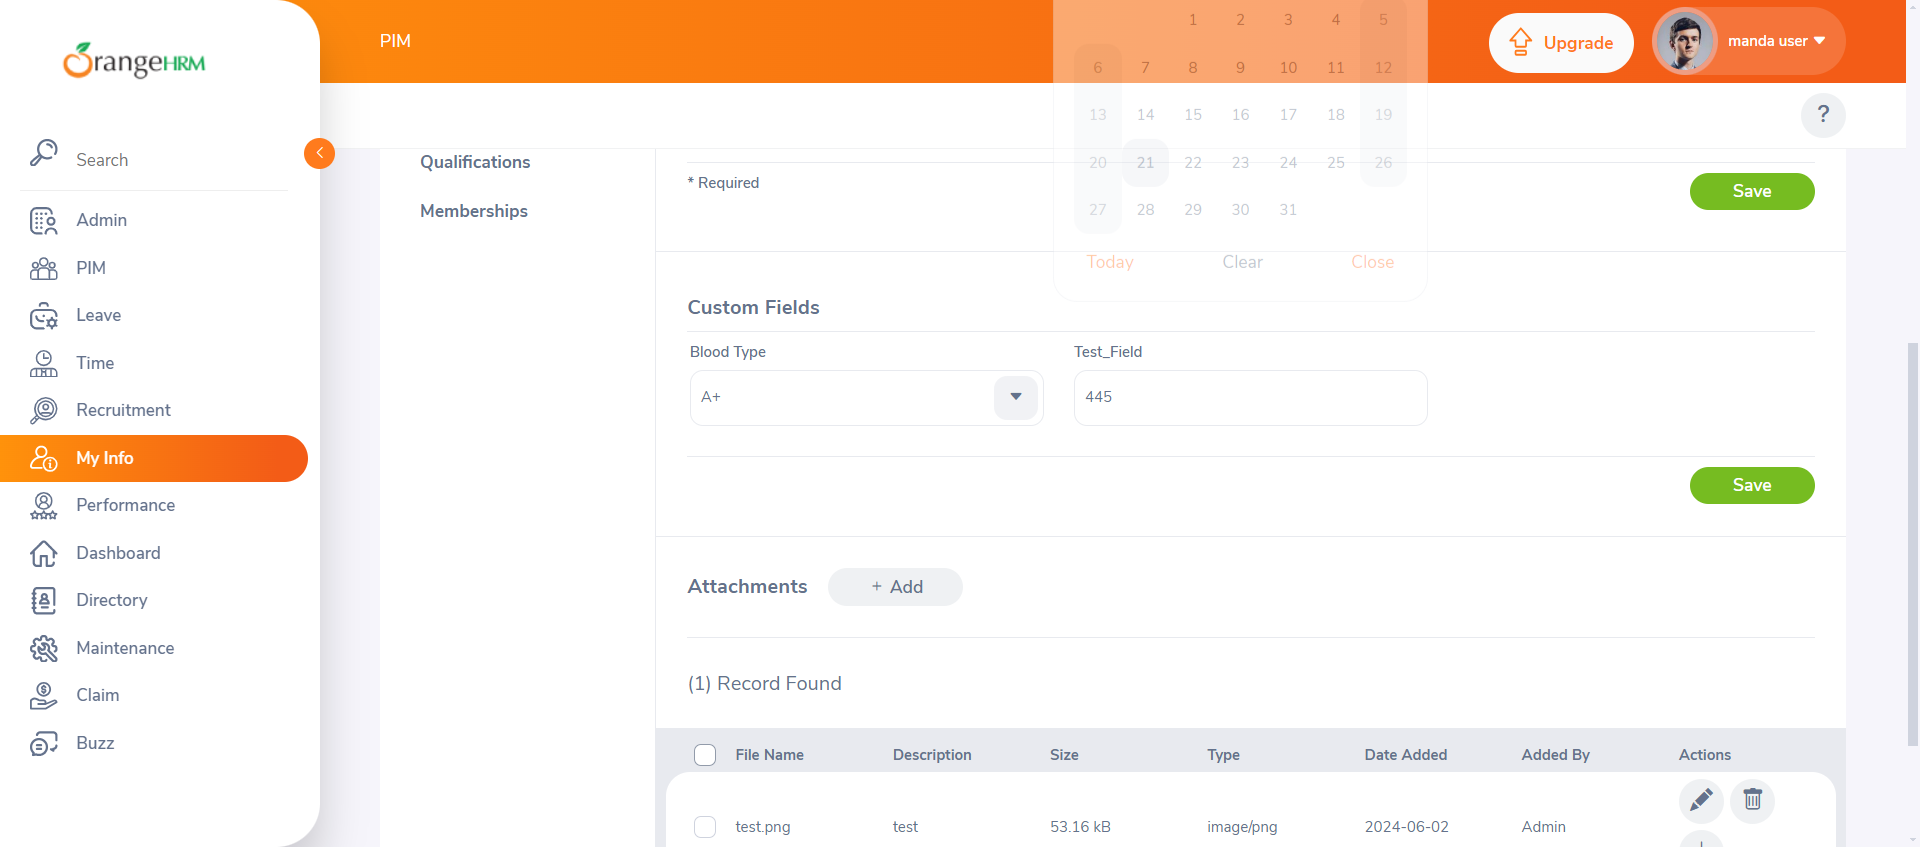 OrangeHRM
PIM
Upgrade
manda user
?
Search
Admin
PIM
Leave
Time
Recruitment
My Info
Performance
Dashboard
Directory
Maintenance
Claim
Buzz
Qualifications
Memberships
1 2 3 4 5
6 7 8 9 10 11 12
13 14 15 16 17 18 19
20 21 22 23 24 25 26
27 28 29 30 31
Today Clear Close
* Required
Save
Custom Fields
Blood Type Test_Field
A+ 445
Save
Attachments + Add
(1) Record Found
File Name Description Size Type Date Added Added By Actions
test.png test 53.16 kB image/png 2024-06-02 Admin